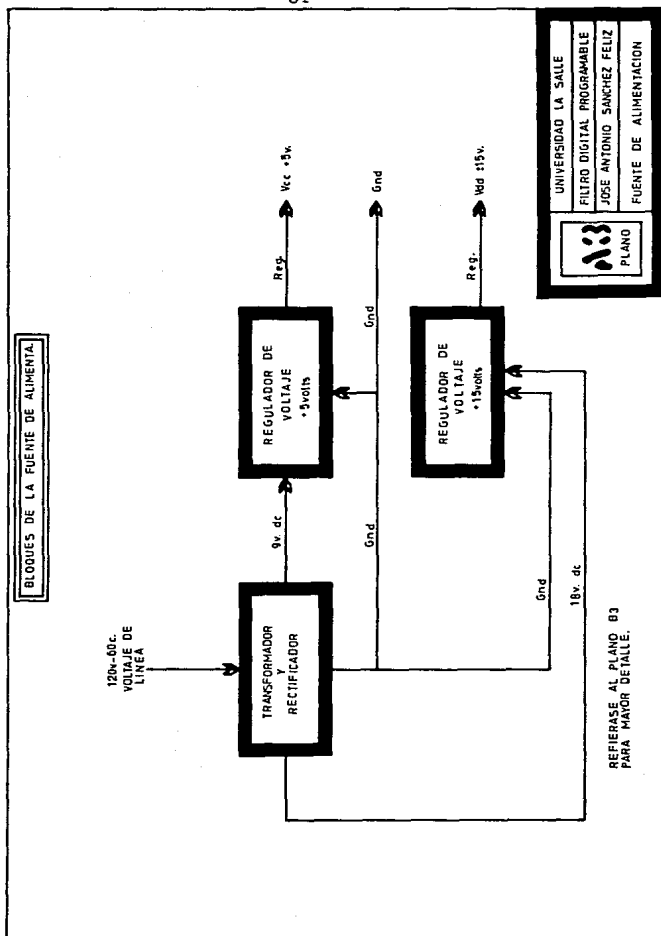 BLOQUES DE LA FUENTE DE ALIMENTA.
120v-60c.
VOLTAJE DE
LINEA
TRANSFORMADOR
Y
RECTIFICADOR
9v. dc
REGULADOR DE
VOLTAJE
+5volts
Reg.
Vcc +5v.
Gnd
Gnd
Gnd
REGULADOR DE
VOLTAJE
+15volts
Reg.
Vdd ±15v.
Gnd
18v. dc
REFIERASE AL PLANO B3
PARA MAYOR DETALLE.
PLANO
UNIVERSIDAD LA SALLE
FILTRO DIGITAL PROGRAMABLE
JOSE ANTONIO SANCHEZ FELIZ
FUENTE DE ALIMENTACION